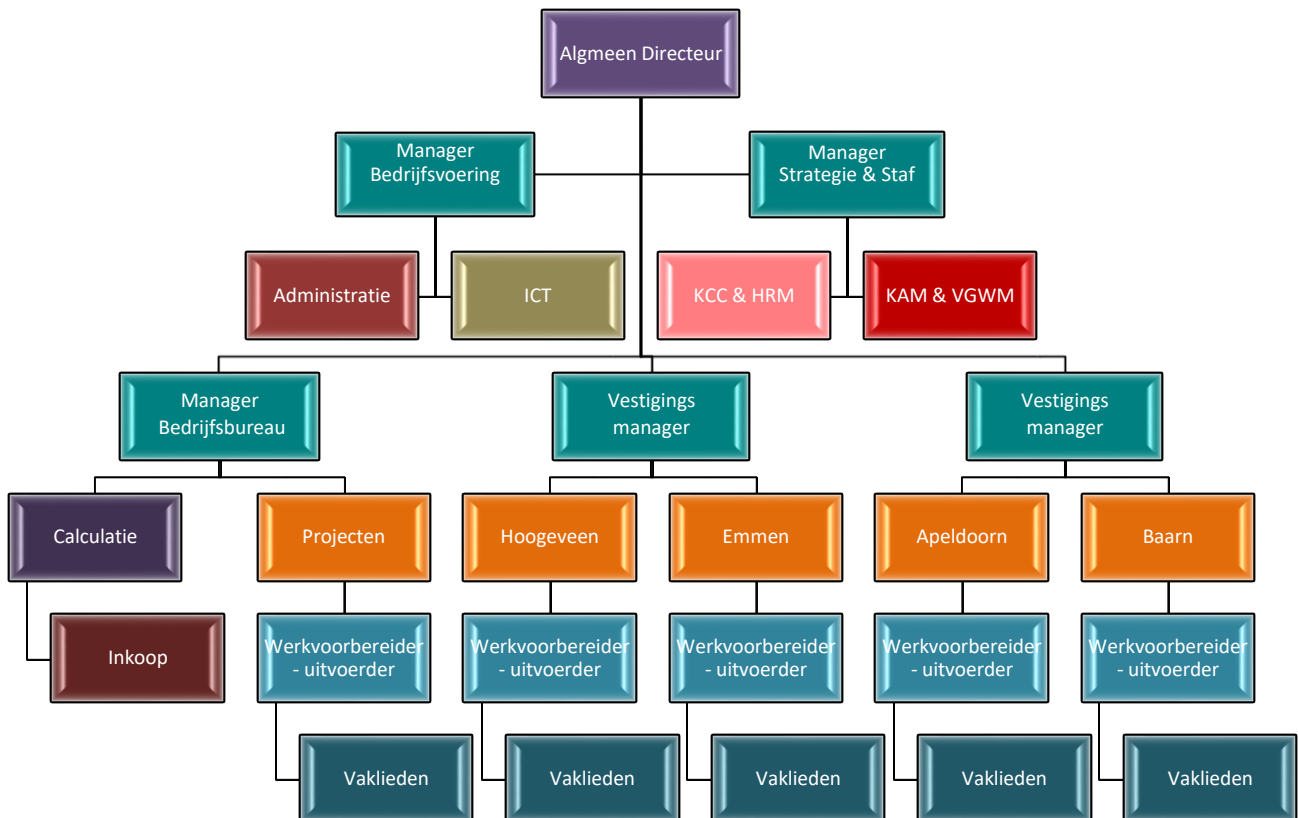 Algmeen Directeur
Manager
Bedrijfsvoering
Manager
Strategie & Staf
Administratie
ICT
KCC & HRM
KAM & VGWM
Manager
Bedrijfsbureau
Vestigings
manager
Vestigings
manager
Calculatie
Projecten
Hoogeveen
Emmen
Apeldoorn
Baarn
Inkoop
Werkvoorbereider
- uitvoerder
Werkvoorbereider
- uitvoerder
Werkvoorbereider
- uitvoerder
Werkvoorbereider
- uitvoerder
Werkvoorbereider
- uitvoerder
Vaklieden
Vaklieden
Vaklieden
Vaklieden
Vaklieden